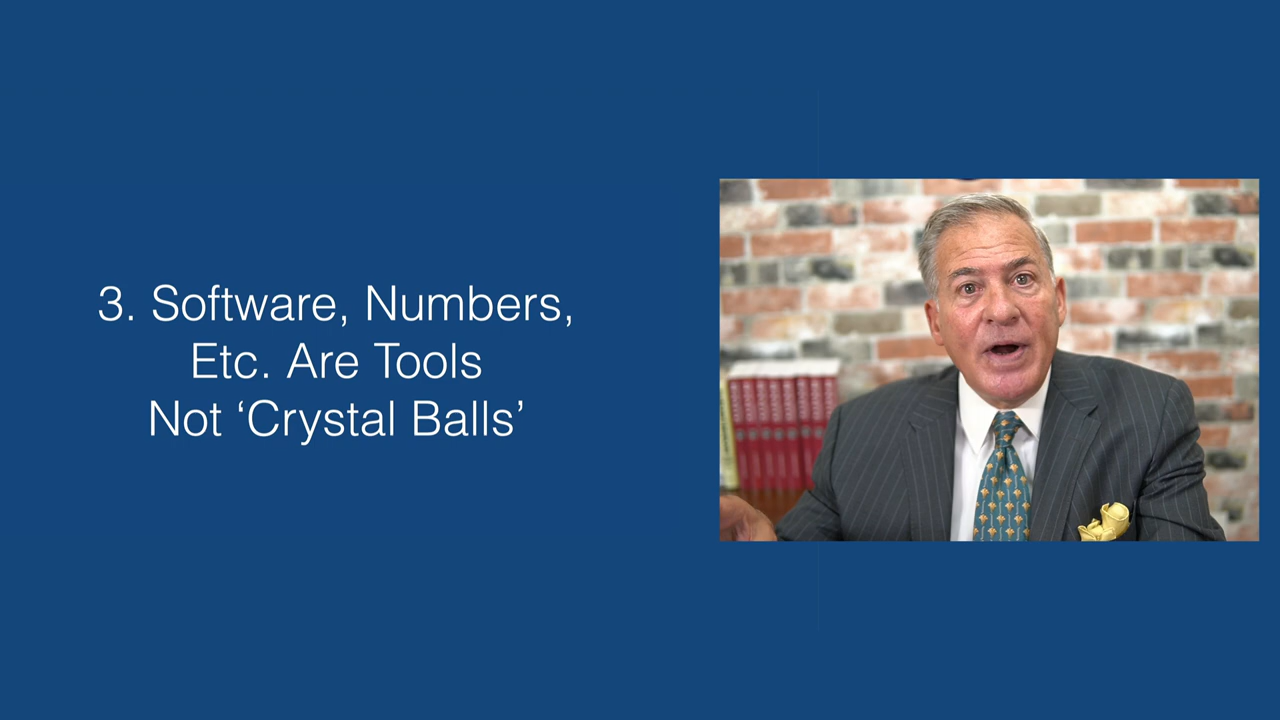 3. Software, Numbers,
Etc. Are Tools
Not ‘Crystal Balls’